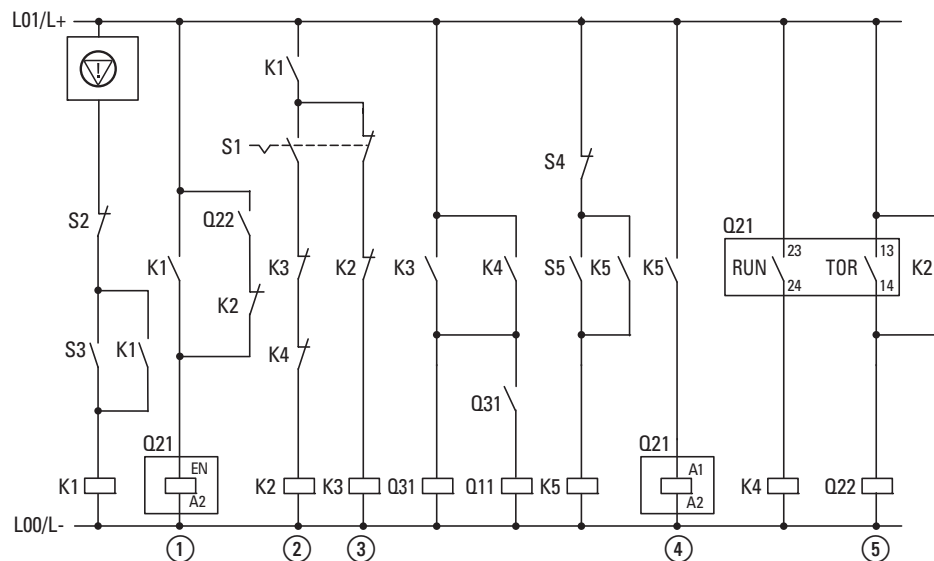 L01/L+
!
K1
S1
S4
S2
Q22
Q21
K1
K3
K2
K3
K4
S5
K5
K5
RUN
23
24
TOR
13
14
K2
K2
S3
K1
K4
Q31
Q21
Q21
K1
EN
A2
K2
K3
Q31
Q11
K5
A1
A2
K4
Q22
L00/L-
1
2
3
4
5